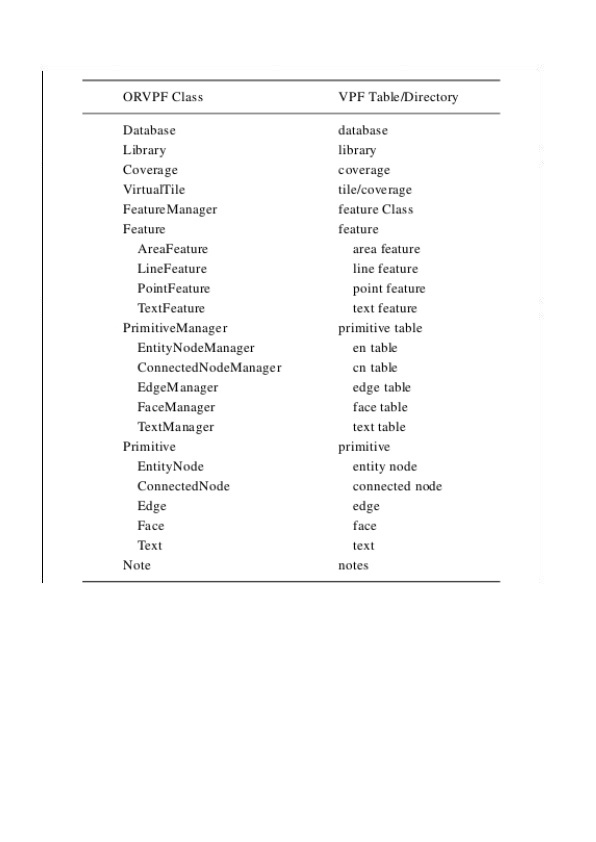 ORVPF Class VPF Table/Directory
Database database
Library library
Coverage coverage
VirtualTile tile/coverage
FeatureManager feature Class
Feature feature
AreaFeature area feature
LineFeature line feature
PointFeature point feature
TextFeature text feature
PrimitiveManager primitive table
EntityNodeManager en table
ConnectedNodeManager cn table
EdgeManager edge table
FaceManager face table
TextManager text table
Primitive primitive
EntityNode entity node
ConnectedNode connected node
Edge edge
Face face
Text text
Note notes